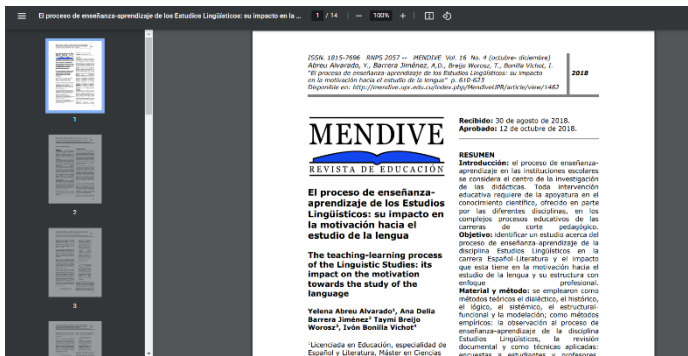 El proceso de enseñanza-aprendizaje de los Estudios Lingüísticos: su impacto en la ...
1 / 14
100%
1
2
3
ISSN. 1815-7696 RNPS 2057 -- MENDIVE Vol. 16 No. 4 (octubre- diciembre)
Abreu Alvarado, Y., Barrera Jiménez, A.D., Breijo Worosz, T., Bonilla Vichot, I.
"El proceso de enseñanza-aprendizaje de los Estudios Lingüísticos: su impacto
en la motivación hacia el estudio de la lengua" p. 610-623
Disponible en: http://mendive.upr.edu.cu/index.php/MendiveUPR/article/view/1462
2018
MENDIVE
REVISTA DE EDUCACIÓN
El proceso de enseñanza-
aprendizaje de los Estudios
Lingüísticos: su impacto en
la motivación hacia el
estudio de la lengua
The teaching-learning process
of the Linguistic Studies: its
impact on the motivation
towards the study of the
language
Yelena Abreu Alvarado¹, Ana Della
Barrera Jiménez² Taymí Breijo
Worosz³, Ivón Bonilla Vichot⁴
¹Licenciada en Educación, especialidad de
Español y Literatura, Máster en Ciencias
Recibido: 30 de agosto de 2018.
Aprobado: 12 de octubre de 2018.
RESUMEN
Introducción: el proceso de enseñanza-
aprendizaje en las instituciones escolares
se considera el centro de la investigación
de las didácticas. Toda intervención
educativa requiere de la apoyatura en el
conocimiento científico, ofrecido en parte
por las diferentes disciplinas, en los
complejos procesos educativos de las
carreras de corte pedagógico.
Objetivo: identificar un estudio acerca del
proceso de enseñanza-aprendizaje de la
disciplina Estudios Lingüísticos en la
carrera Español-Literatura y el impacto
que esta tiene en la motivación hacia el
estudio de la lengua y su estructura con
enfoque profesional.
Material y método: se emplearon como
métodos teóricos el dialéctico, el histórico,
el lógico, el sistémico, el estructural-
funcional y la modelación; como métodos
empíricos: la observación al proceso de
enseñanza-aprendizaje de la disciplina
Estudios Lingüísticos, la revisión
documental y como técnicas aplicadas:
encuestas a estudiantes y profesores,